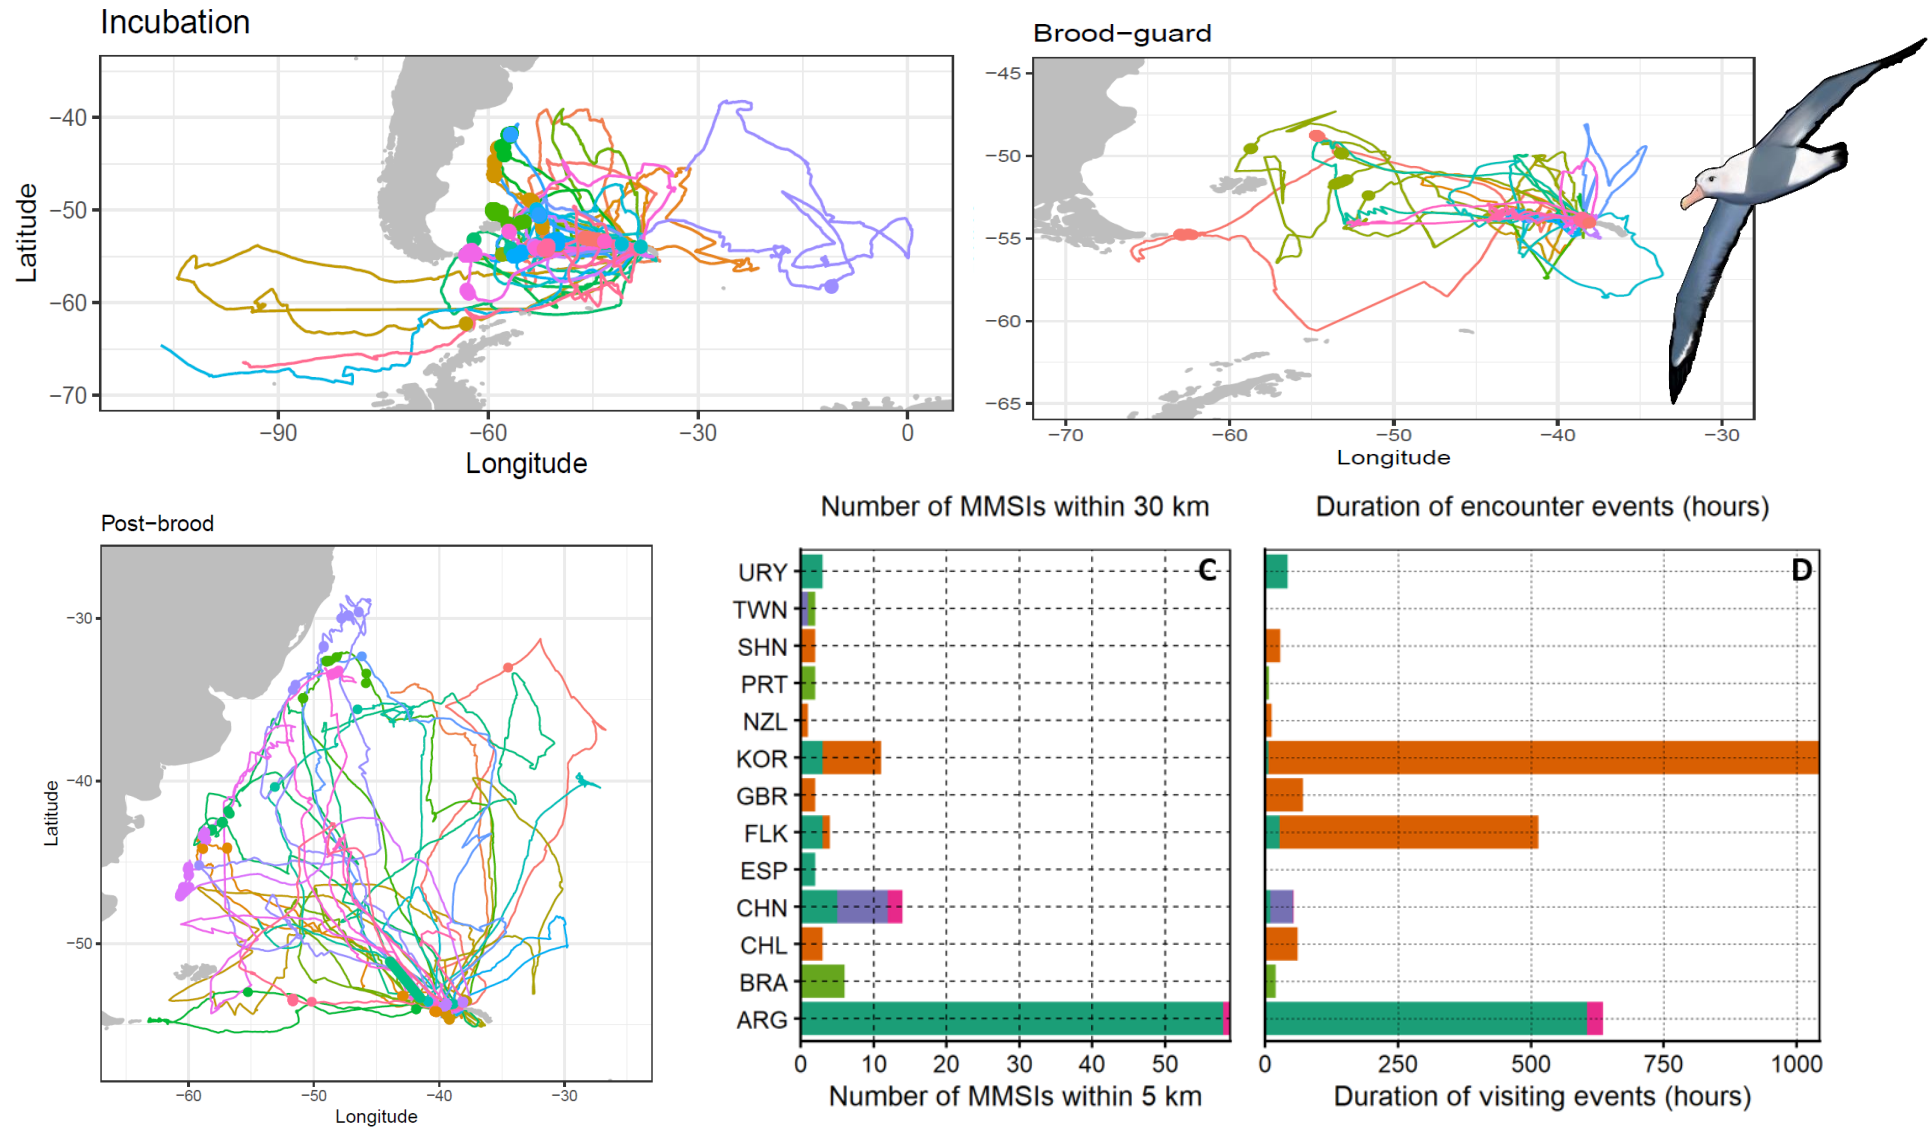 Incubation
Latitude
−40
−50
−60
−70
−90
−60
−30
0
Longitude
Brood−guard
−45
−50
−55
−60
−65
−70
−60
−50
−40
−30
Longitude
Post−brood
Latitude
−30
−40
−50
−60
−50
−40
−30
Longitude
Number of MMSIs within 30 km
C
URY
TWN
SHN
PRT
NZL
KOR
GBR
FLK
ESP
CHN
CHL
BRA
ARG
0
10
20
30
40
50
Number of MMSIs within 5 km
Duration of encounter events (hours)
D
0
250
500
750
1000
Duration of visiting events (hours)